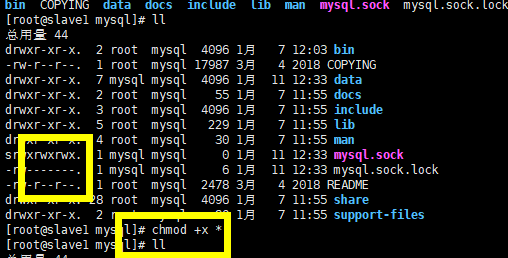 bin COPYING data docs include lib man mysql.sock mysql.sock.lock
[root@slave1 mysql]# ll
总用量 44
drwxr-xr-x. 2 root mysql 4096 1月 7 12:03 bin
-rw-r--r--. 1 root mysql 17987 3月 4 2018 COPYING
drwxr-xr-x. 7 mysql mysql 4096 1月 11 12:33 data
drwxr-xr-x. 2 root mysql 55 1月 7 11:55 docs
drwxr-xr-x. 3 root mysql 4096 1月 7 11:55 include
drwxr-xr-x. 5 root mysql 229 1月 7 11:55 lib
drwxr-xr-x. 4 root mysql 30 1月 7 11:55 man
srwxrwxrwx. 1 mysql mysql 0 1月 11 12:33 mysql.sock
-rw-------. 1 mysql mysql 6 1月 11 12:33 mysql.sock.lock
-rw-r--r--. 1 root mysql 2478 3月 4 2018 README
drwxr-xr-x. 28 root mysql 4096 1月 7 11:55 share
drwxr-xr-x. 2 root mysql 1月 7 11:55 support-files
[root@slave1 mysql]# chmod +x *
[root@slave1 mysql]# ll
总用量 44